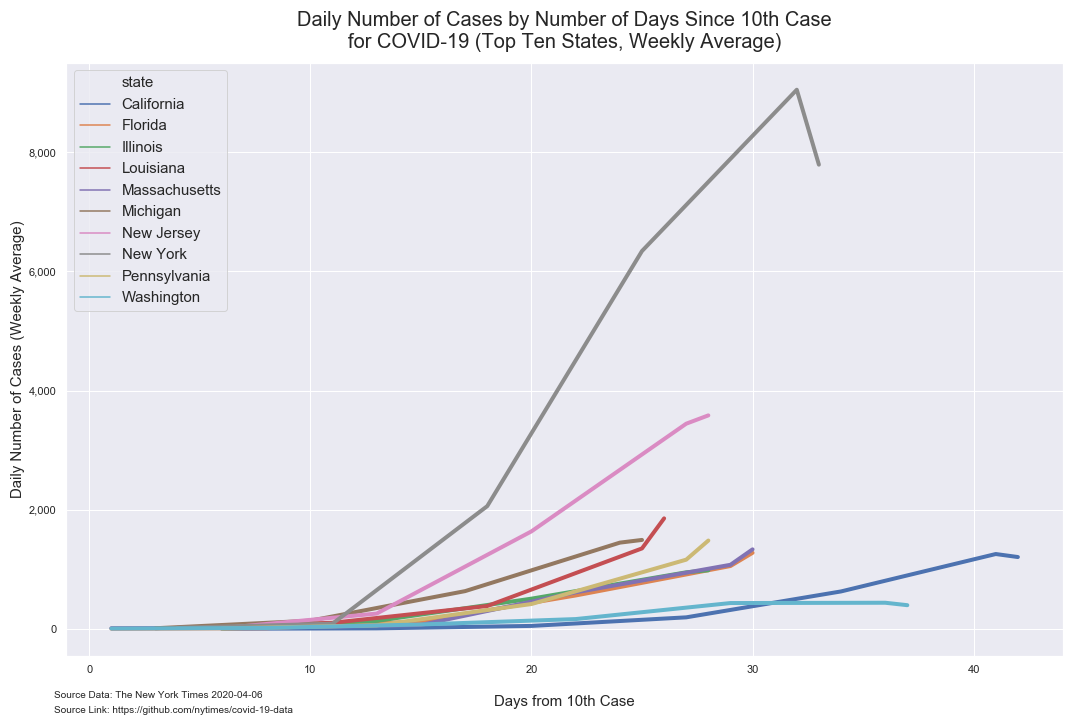 Daily Number of Cases by Number of Days Since 10th Case
for COVID-19 (Top Ten States, Weekly Average)
state
California
Florida
Illinois
Louisiana
Massachusetts
Michigan
New Jersey
New York
Pennsylvania
Washington
Daily Number of Cases (Weekly Average)
8,000
6,000
4,000
2,000
0
0
10
20
30
40
Days from 10th Case
Source Data: The New York Times 2020-04-06
Source Link: https://github.com/nytimes/covid-19-data